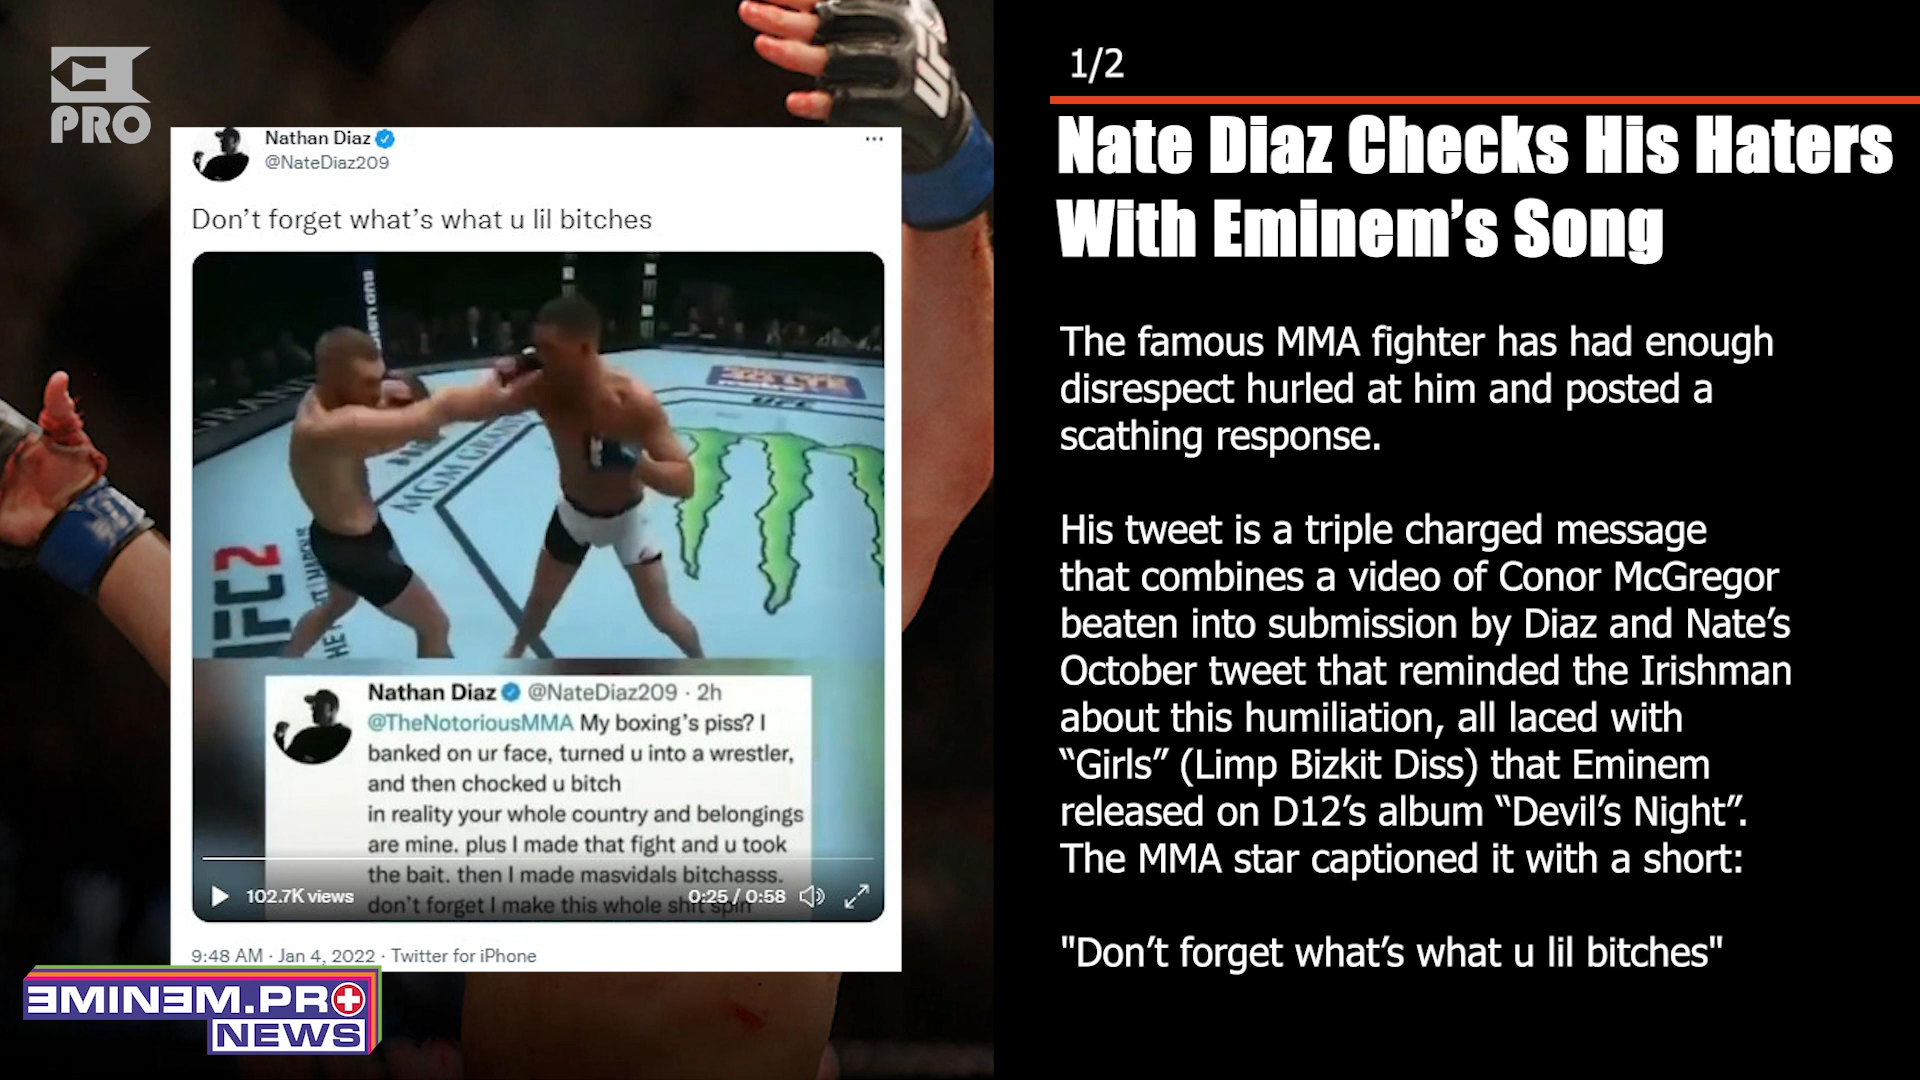 PRO
UFC
1/2
Nate Diaz Checks His Haters
With Eminem’s Song
Nathan Diaz
@NateDiaz209
Don’t forget what’s what u lil bitches
BUD LIGHT
MGM GRAND
UFC 2
Nathan Diaz @NateDiaz209 · 2h
@TheNotoriousMMA My boxing’s piss? I
banked on ur face, turned u into a wrestler,
and then chocked u bitch
in reality your whole country and belongings
are mine. plus I made that fight and u took
the bait. then I made masvidals bitchasss.
don’t forget I make this whole shit spin
102.7K views
0:25 / 0:58
9:48 AM · Jan 4, 2022 · Twitter for iPhone
The famous MMA fighter has had enough
disrespect hurled at him and posted a
scathing response.
His tweet is a triple charged message
that combines a video of Conor McGregor
beaten into submission by Diaz and Nate’s
October tweet that reminded the Irishman
about this humiliation, all laced with
“Girls” (Limp Bizkit Diss) that Eminem
released on D12’s album “Devil’s Night”.
The MMA star captioned it with a short:
"Don’t forget what’s what u lil bitches"
ƎMINƎM.PRO
NEWS